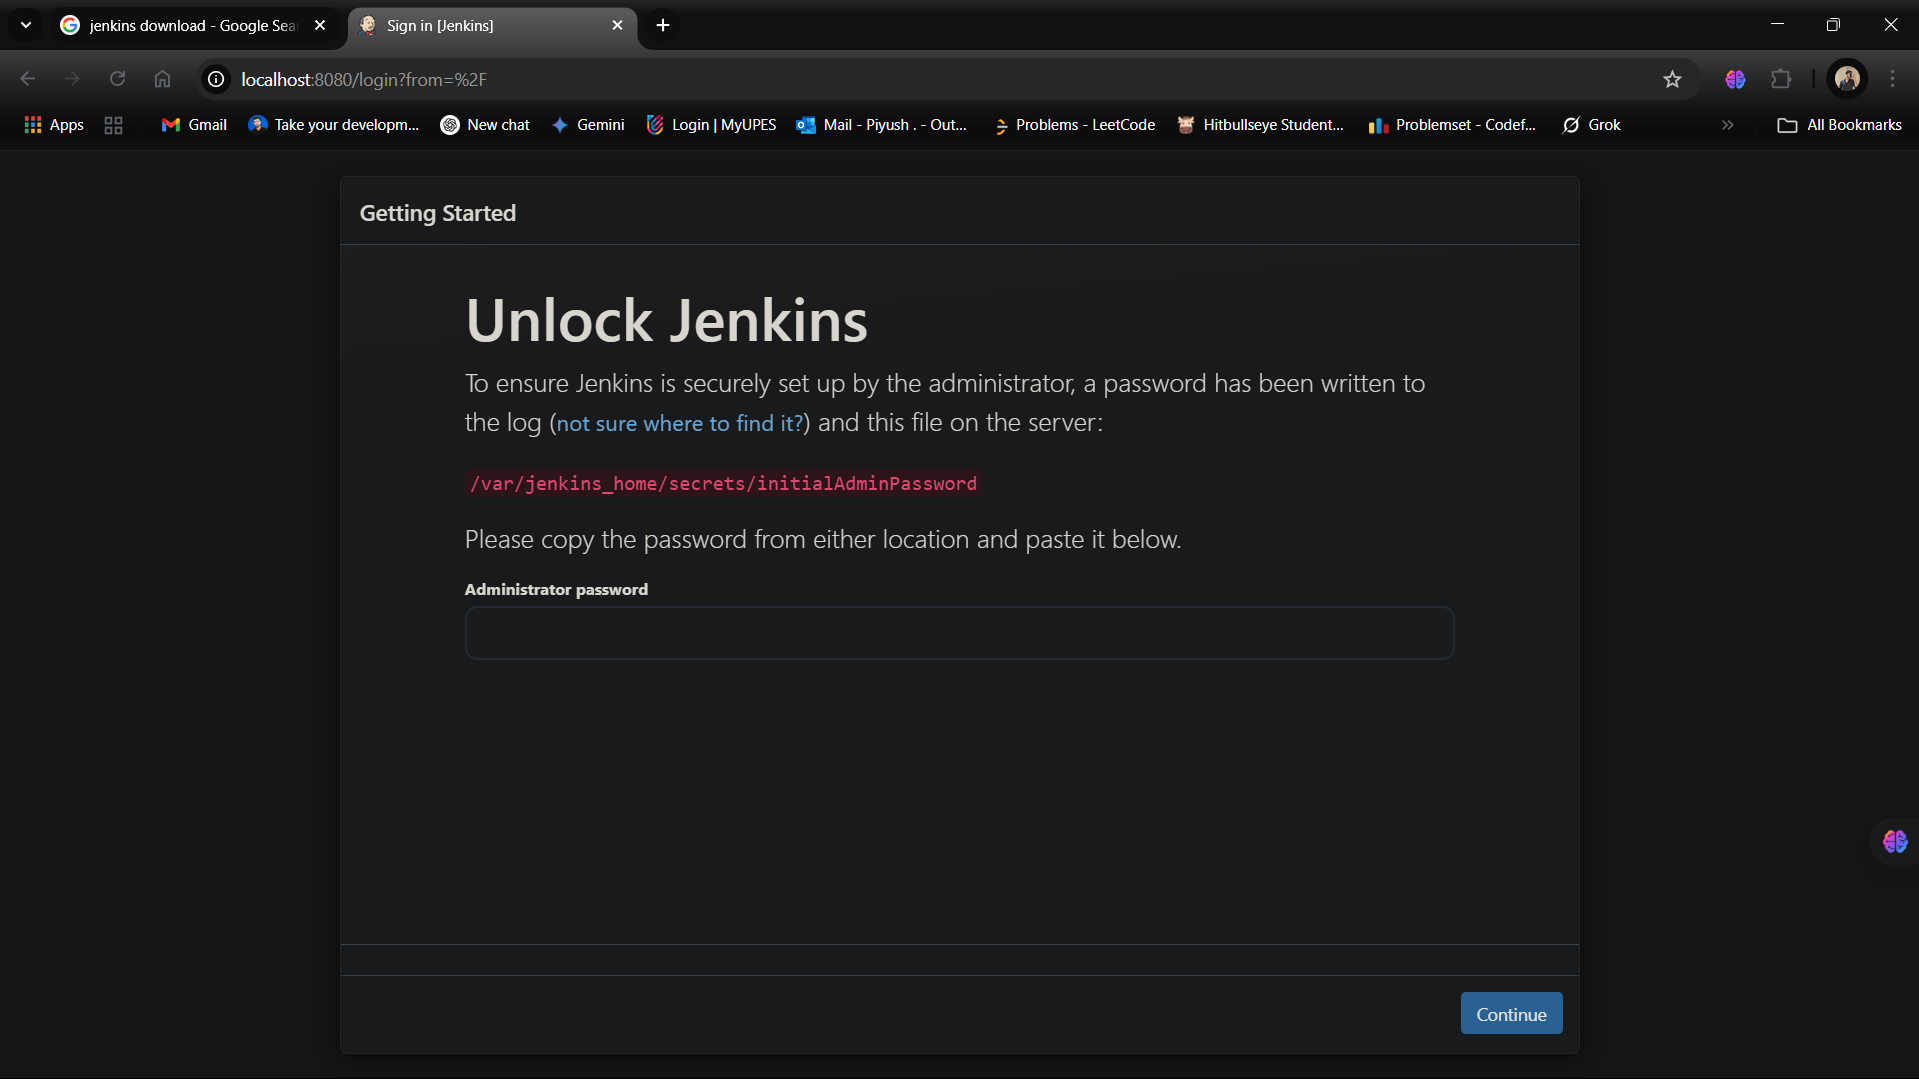 jenkins download - Google Sea
Sign in [Jenkins]
localhost:8080/login?from=%2F
Apps
Gmail
Take your developm...
New chat
Gemini
Login | MyUPES
Mail - Piyush . - Out...
Problems - LeetCode
Hitbullseye Student...
Problemset - Codef...
Grok
All Bookmarks
Getting Started
Unlock Jenkins
To ensure Jenkins is securely set up by the administrator, a password has been written to
the log (not sure where to find it?) and this file on the server:
/var/jenkins_home/secrets/initialAdminPassword
Please copy the password from either location and paste it below.
Administrator password
Continue